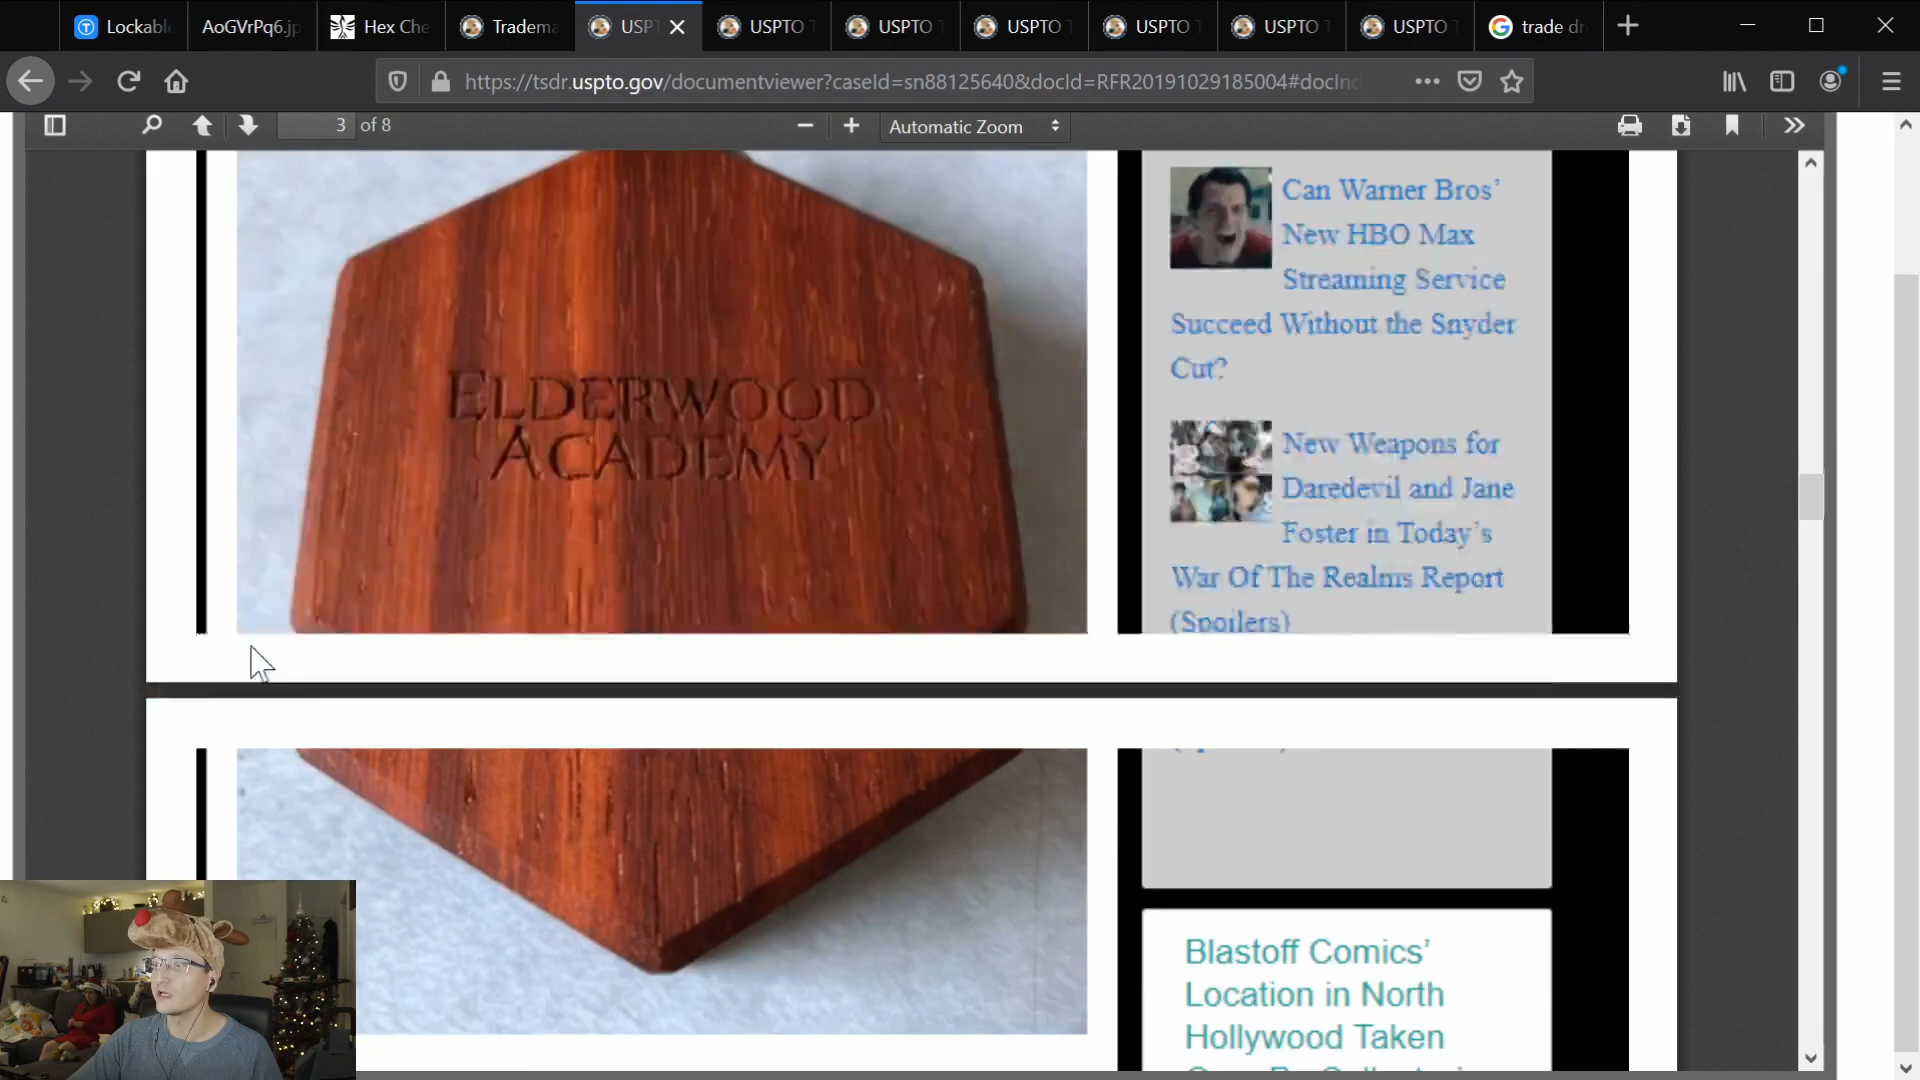 Lockabl
AoGVrPq6.jp
Hex Che
Tradema
USPT
USPTO T
USPTO T
USPTO T
USPTO T
USPTO T
USPTO T
trade dr
https://tsdr.uspto.gov/documentviewer?caseId=sn88125640&docId=RFR20191029185004#docInd
3 of 8
Automatic Zoom
ELDERWOOD
ACADEMY
Can Warner Bros’
New HBO Max
Streaming Service
Succeed Without the Snyder
Cut?
New Weapons for
Daredevil and Jane
Foster in Today’s
War Of The Realms Report
(Spoilers)
Blastoff Comics’
Location in North
Hollywood Taken